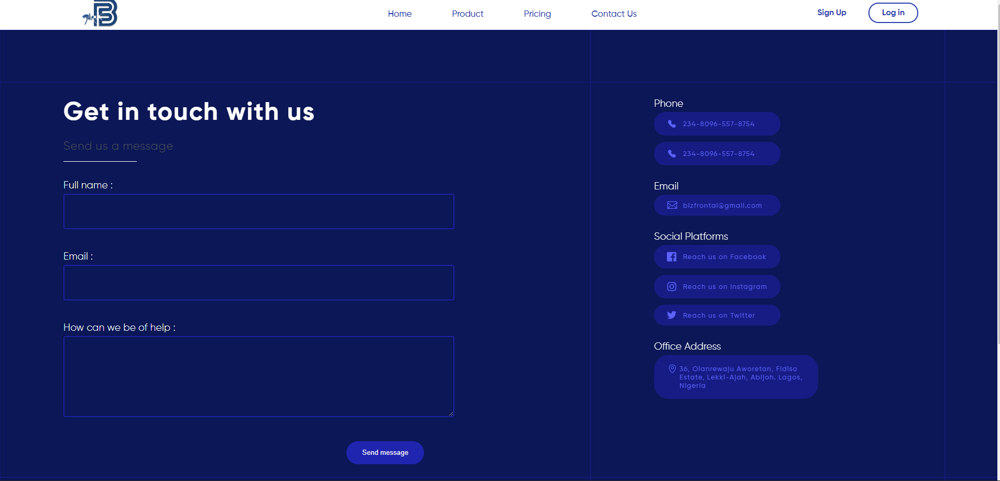 B
Home
Product
Pricing
Contact Us
Sign Up
Log in
Get in touch with us
Send us a message
Full name :
Email :
How can we be of help :
Send message
Phone
234-8096-557-8754
234-8096-557-8754
Email
bizfrontal@gmail.com
Social Platforms
Reach us on Facebook
Reach us on Instagram
Reach us on Twitter
Office Address
36, Olanrewaju Aworetan, Fidiso
Estate, Lekki-Ajah, Abijoh. Lagos,
Nigeria